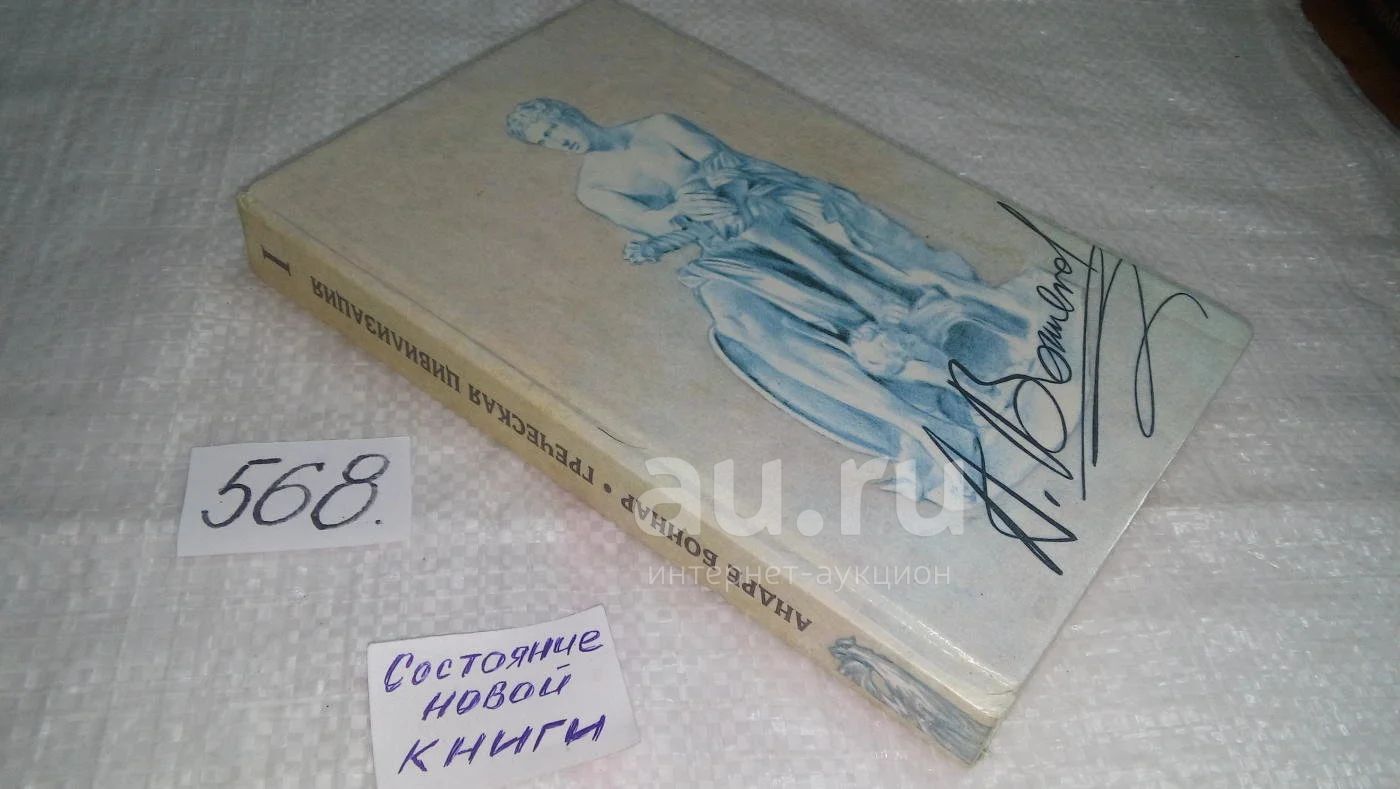 I
АНДРЕ БОННАР • ГРЕЧЕСКАЯ ЦИВИЛИЗАЦИЯ
568.
Состояние
новой
книги
au.ru
интернет-аукцион